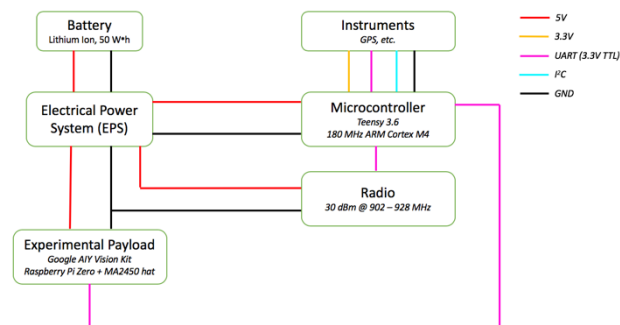 Battery
Lithium Ion, 50 W*h
Instruments
GPS, etc.
5V
3.3V
UART (3.3V TTL)
I²C
GND
Electrical Power
System (EPS)
Microcontroller
Teensy 3.6
180 MHz ARM Cortex M4
Radio
30 dBm @ 902 – 928 MHz
Experimental Payload
Google AIY Vision Kit
Raspberry Pi Zero + MA2450 hat